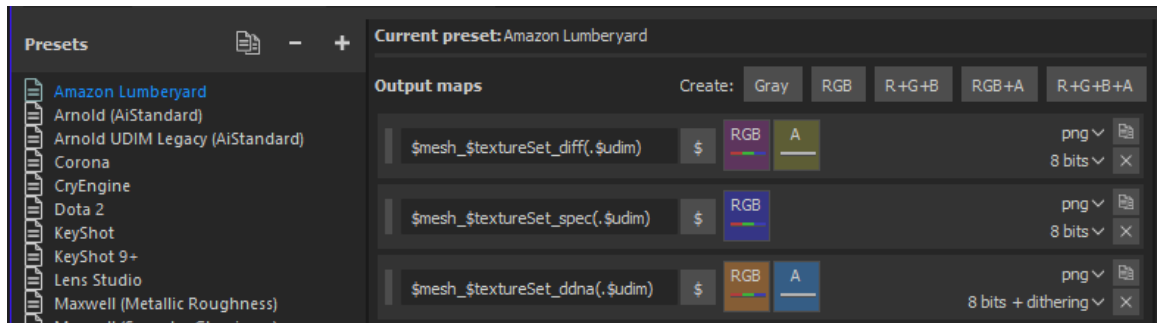 Presets
Amazon Lumberyard
Arnold (AiStandard)
Arnold UDIM Legacy (AiStandard)
Corona
CryEngine
Dota 2
KeyShot
KeyShot 9+
Lens Studio
Maxwell (Metallic Roughness)
Current preset: Amazon Lumberyard
Output maps Create: Gray RGB R+G+B RGB+A R+G+B+A
$mesh_$textureSet_diff(.$udim) $ RGB A png
8 bits
$mesh_$textureSet_spec(.$udim) $ RGB png
8 bits
$mesh_$textureSet_ddna(.$udim) $ RGB A png
8 bits + dithering